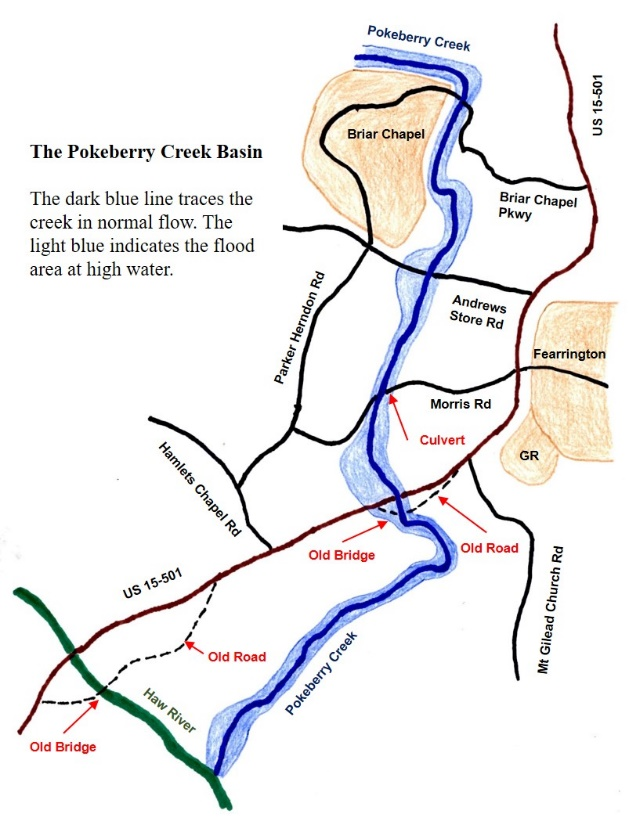 Pokeberry Creek
US 15-501
The Pokeberry Creek Basin
Briar Chapel
The dark blue line traces the
creek in normal flow. The
light blue indicates the flood
area at high water.
Briar Chapel
Pkwy
Parker Herndon Rd
Andrews
Store Rd
Fearrington
Morris Rd
Culvert
GR
Hamlets Chapel Rd
Old Bridge
Old Road
US 15-501
Mt Gilead Church Rd
Old Road
Pokeberry Creek
Haw River
Old Bridge